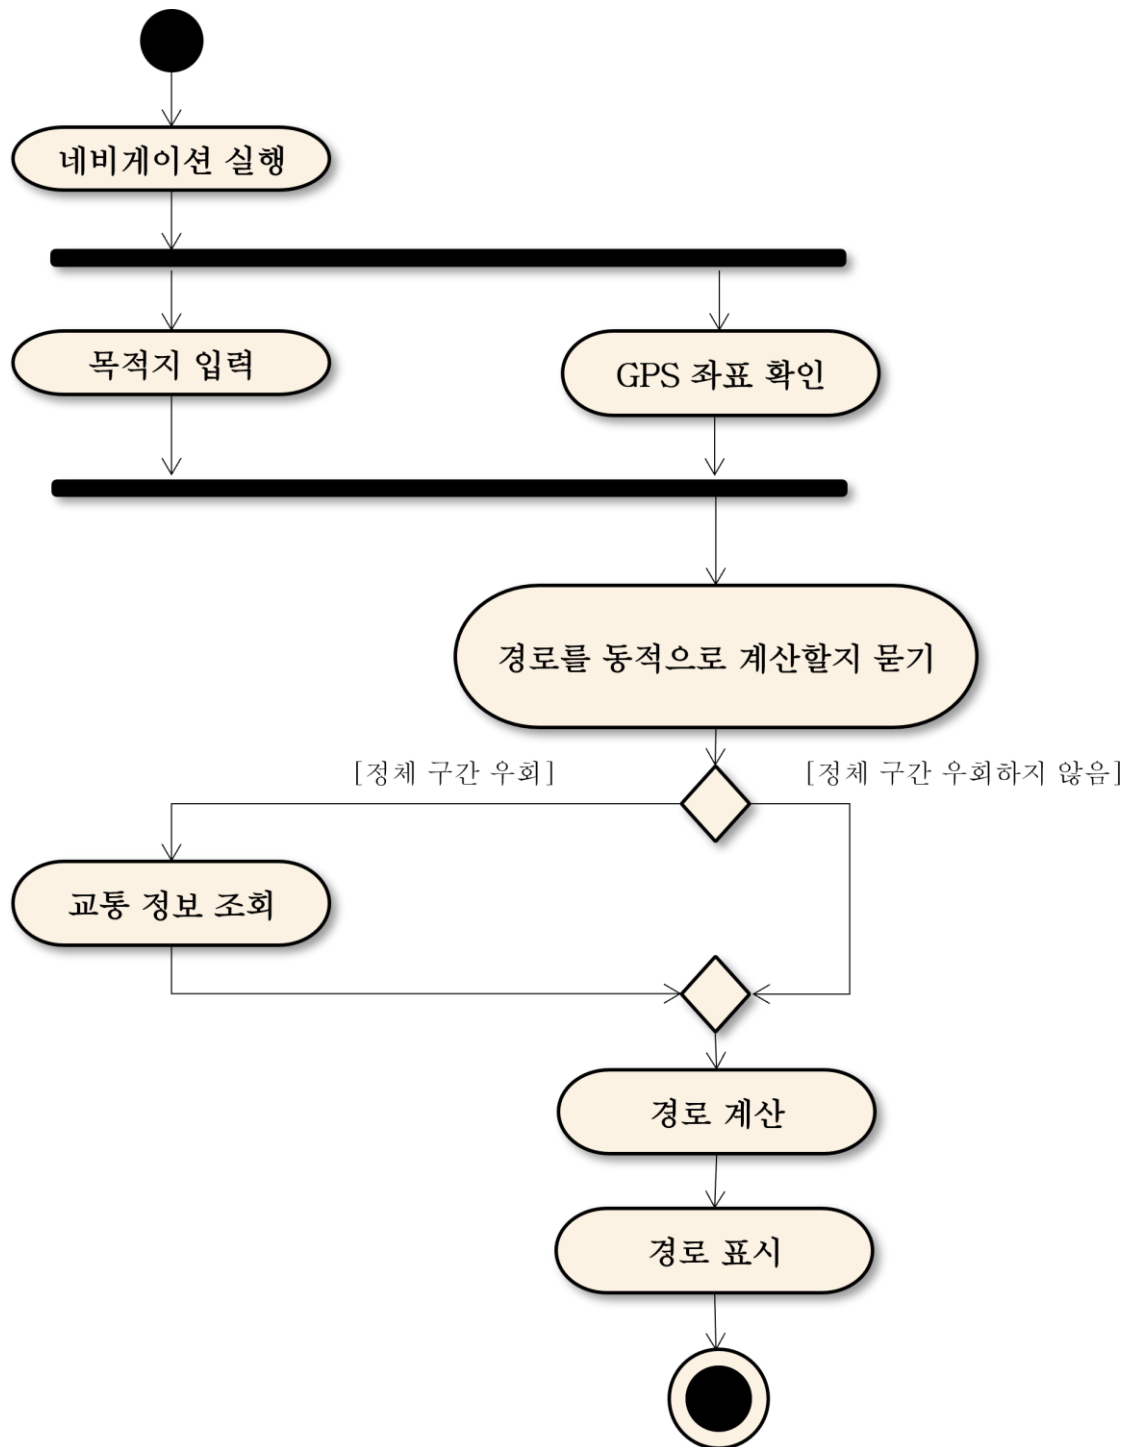 네비게이션 실행
목적지 입력
GPS 좌표 확인
경로를 동적으로 계산할지 묻기
[정체 구간 우회]
[정체 구간 우회하지 않음]
교통 정보 조회
경로 계산
경로 표시